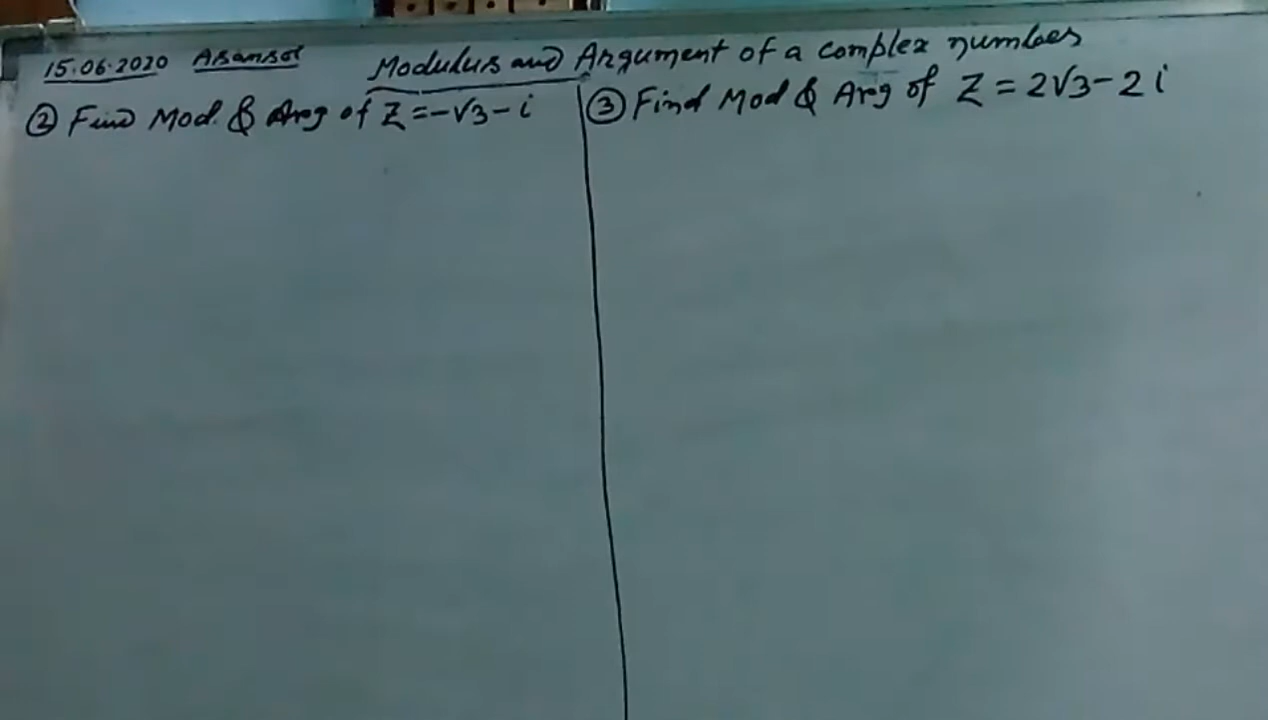 15.06.2020 Asansol Modulus and Argument of a complex number
② Find Mod. & Arg of Z = -√3 - i
③ Find Mod & Arg of Z = 2√3 - 2i